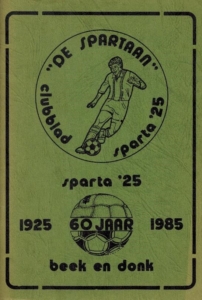 "DE SPARTAAN"
clubblad sparta '25
sparta '25
1925 60 JAAR 1985
beek en donk